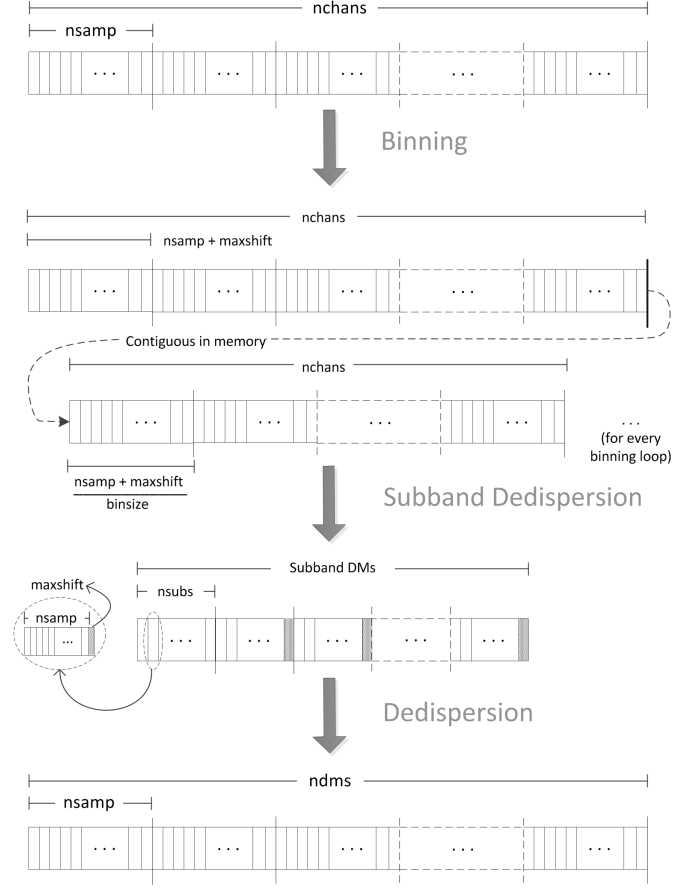 nchans
nsamp
... ... ... ... ...
Binning
nchans
nsamp + maxshift
... ... ... ... ...
Contiguous in memory
nchans
... ... ... ... ...
(for every
binning loop)
nsamp + maxshift
binsize
Subband Dedispersion
Subband DMs
maxshift
nsubs
nsamp
... ... ... ... ... ...
Dedispersion
ndms
nsamp
... ... ... ... ...